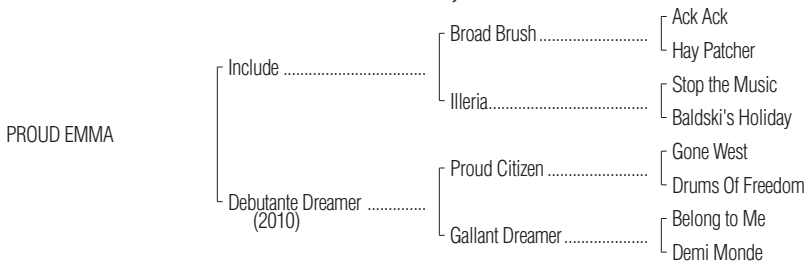 Ack Ack
Broad Brush
Hay Patcher
Include
Stop the Music
Illeria
Baldski's Holiday
PROUD EMMA
Gone West
Proud Citizen
Drums Of Freedom
Debutante Dreamer
(2010)
Belong to Me
Gallant Dreamer
Demi Monde